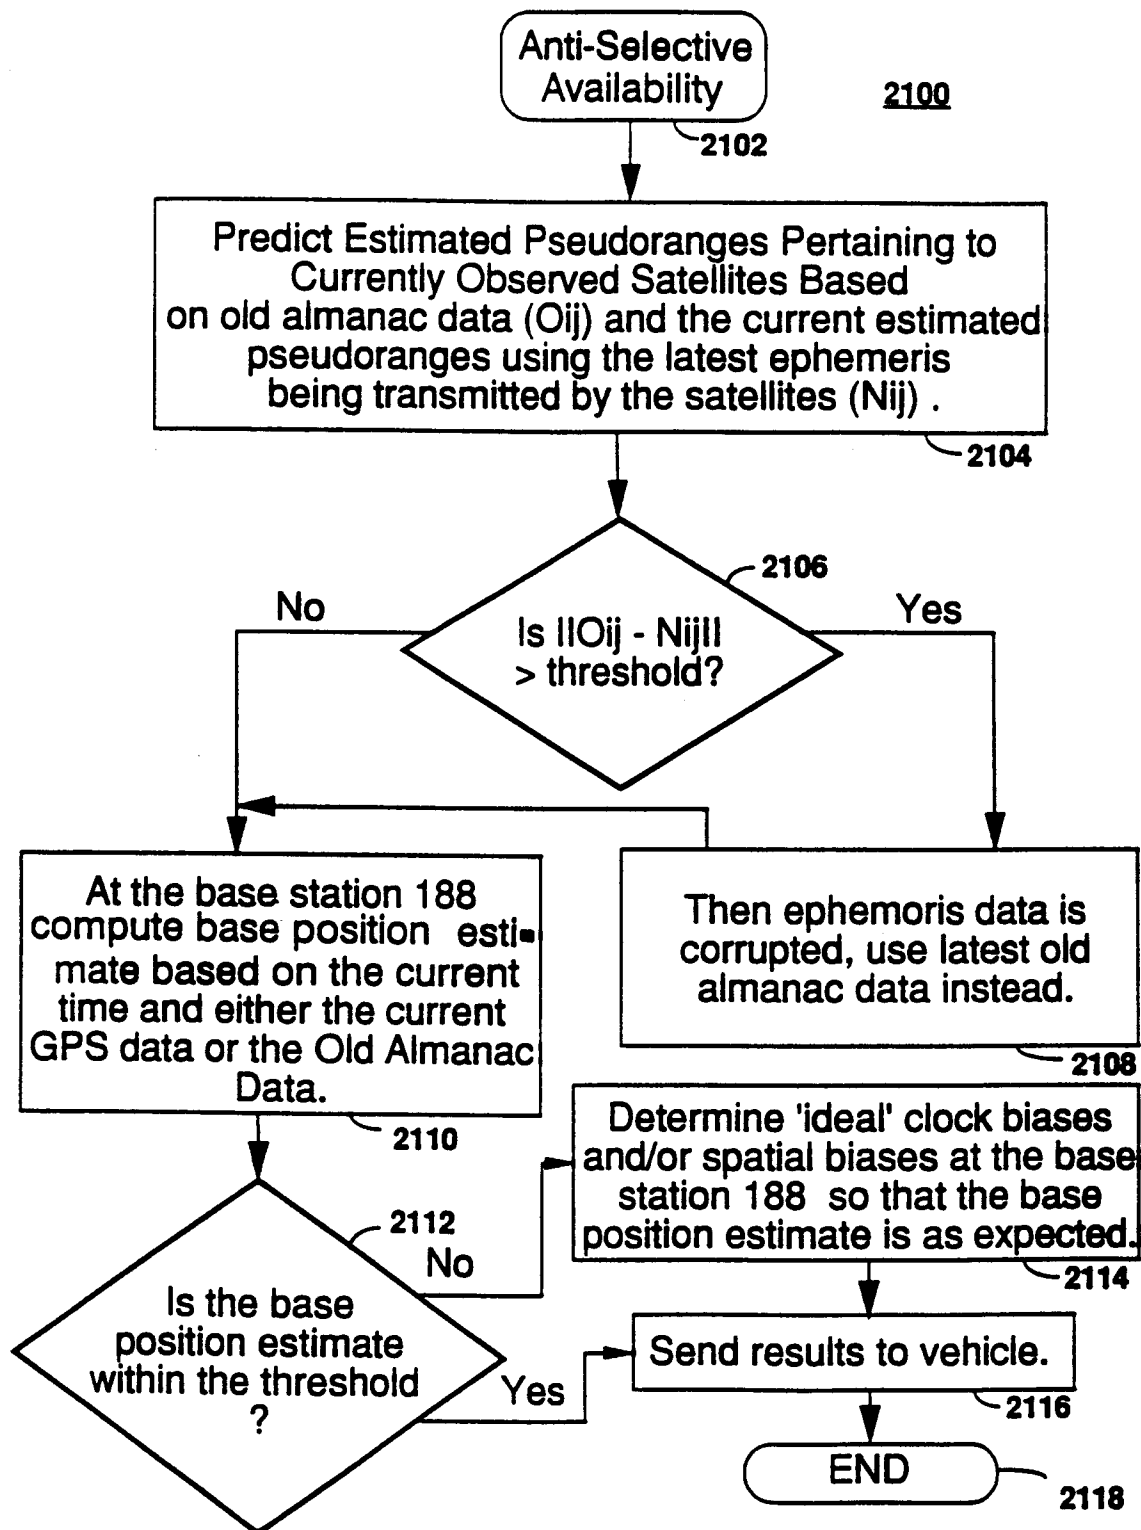 Anti-Selective
Availability
2100
2102
Predict Estimated Pseudoranges Pertaining to
Currently Observed Satellites Based
on old almanac data (Oij) and the current estimated
pseudoranges using the latest ephemeris
being transmitted by the satellites (Nij) .
2104
2106
No
Yes
Is IIOij - NijII
> threshold?
At the base station 188
compute base position esti-
mate based on the current
time and either the current
GPS data or the Old Almanac
Data.
2110
Then ephemoris data is
corrupted, use latest old
almanac data instead.
2108
Determine 'ideal' clock biases
and/or spatial biases at the base
station 188 so that the base
position estimate is as expected.
2114
2112
No
Is the base
position estimate
within the threshold
?
Yes
Send results to vehicle.
2116
END
2118